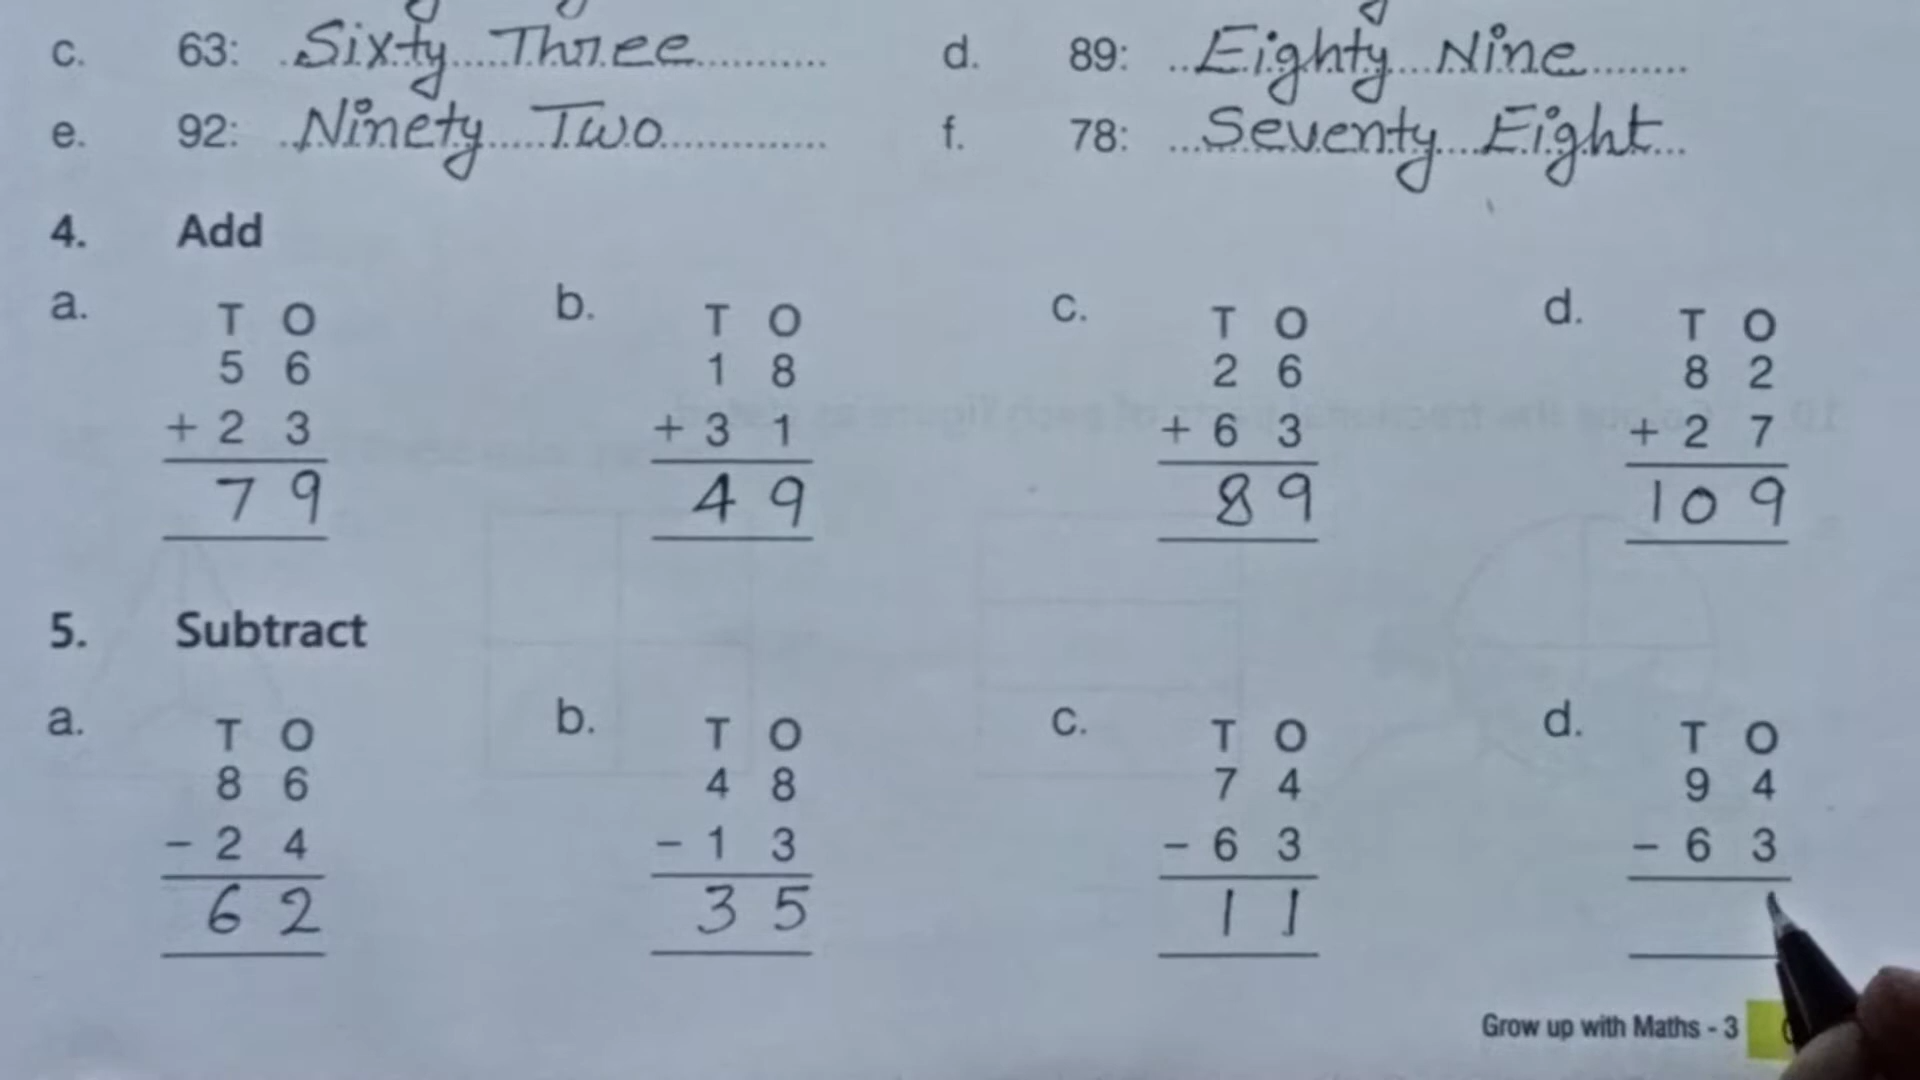 c. 63: Sixty Three d. 89: Eighty Nine
e. 92: Ninety Two f. 78: Seventy Eight
4. Add
a. b. c. d.
T O T O T O T O
5 6 1 8 2 6 8 2
+ 2 3 + 3 1 + 6 3 + 2 7
7 9 4 9 8 9 1 0 9
5. Subtract
a. b. c. d.
T O T O T O T O
8 6 4 8 7 4 9 4
- 2 4 - 1 3 - 6 3 - 6 3
6 2 3 5 1 1
Grow up with Maths - 3